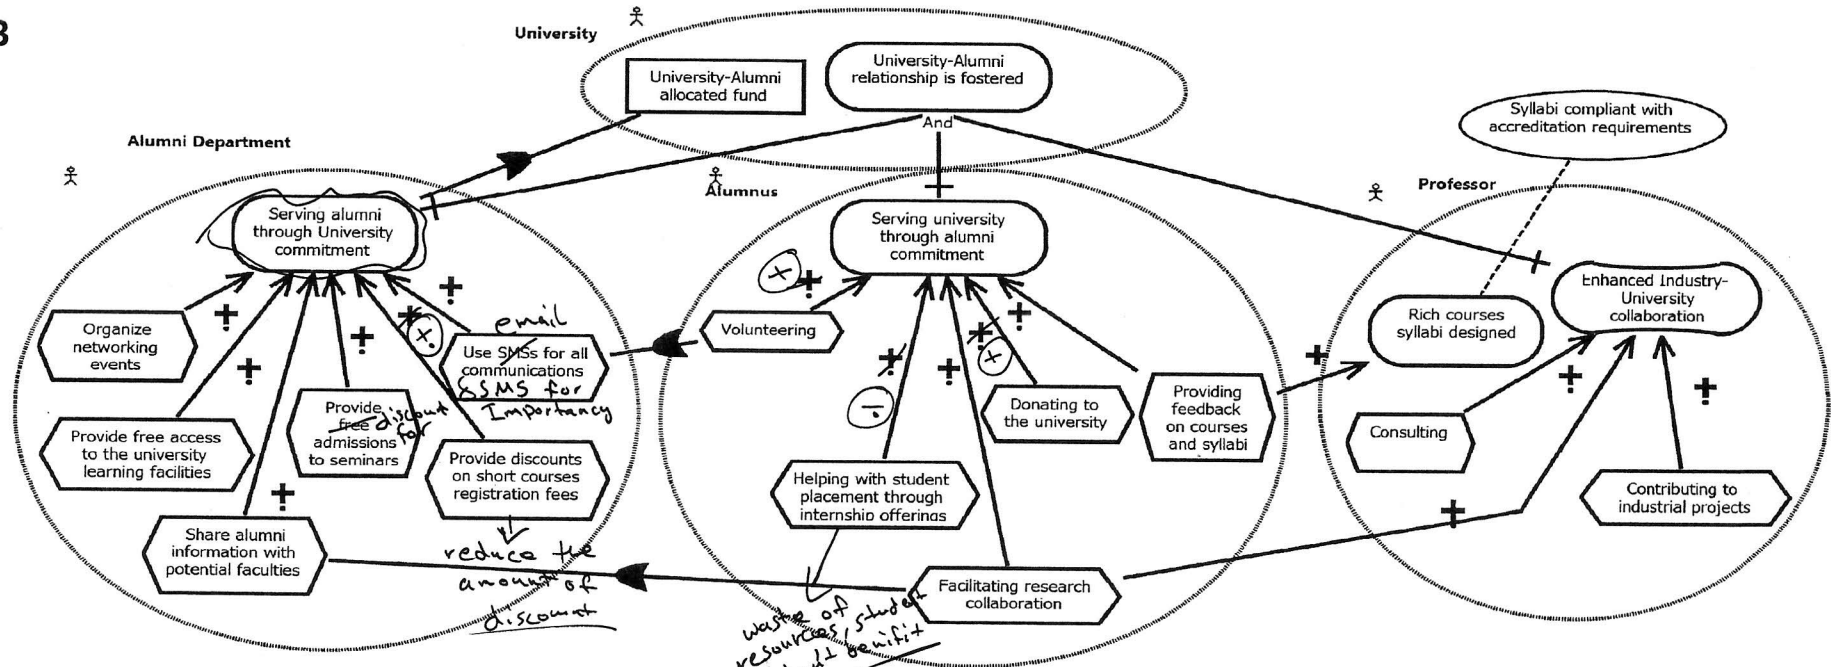 B
University
University-Alumni
allocated fund
University-Alumni
relationship is fostered
And
Syllabi compliant with
accreditation requirements
Alumni Department
Alumnus
Professor
Serving alumni
through University
commitment
Serving university
through alumni
commitment
Enhanced Industry-
University
collaboration
Rich courses
syllabi designed
Organize
networking
events
email
Use SMSs for all
communications
& SMS for
Importancy
Volunteering
Provide free access
to the university
learning facilities
Provide
free discount
for
admissions
to seminars
Provide discounts
on short courses
registration fees
reduce the
amount of
discount
Share alumni
information with
potential faculties
Helping with student
placement through
internship offerings
waste of
resources, student
benifit
Donating to
the university
Providing
feedback
on courses
and syllabi
Facilitating research
collaboration
Consulting
Contributing to
industrial projects